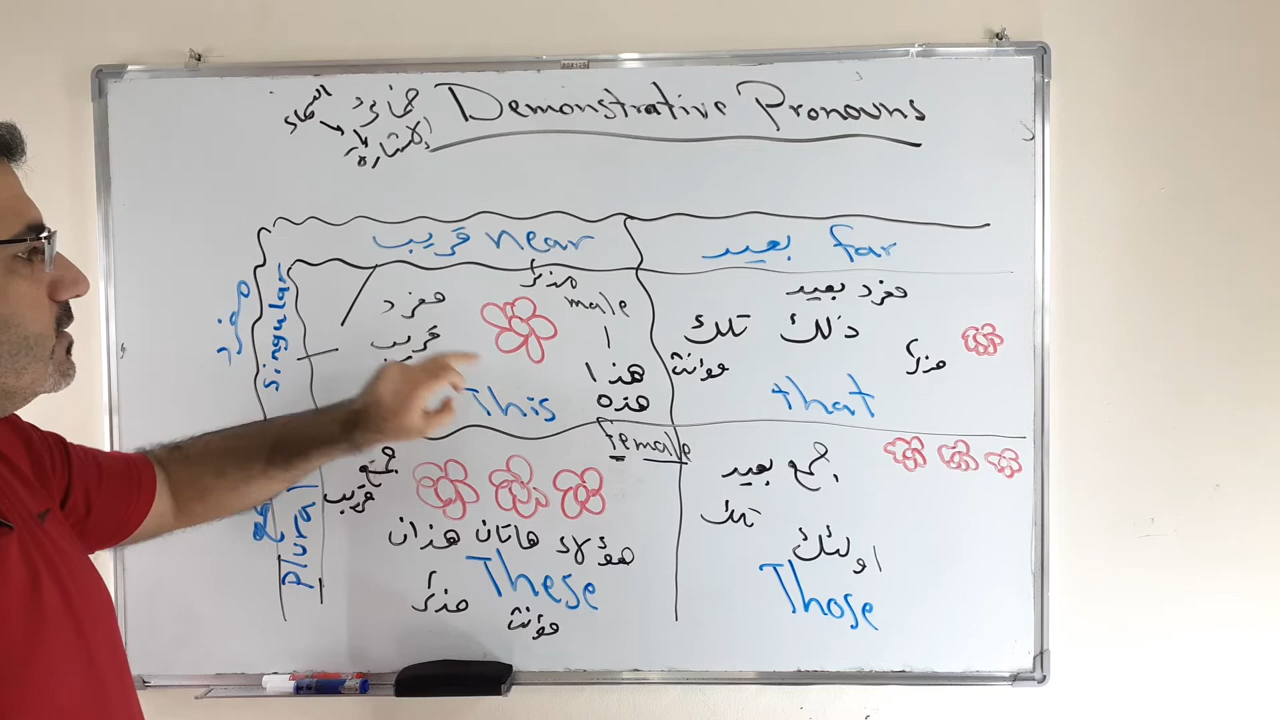 Demonstrative Pronouns ضمائر
اسماء
الإشارة
قريب near
بعيد far
مفرد
Singular
مذكر
male
مفرد
قريب
ا
هذا
هذه
This
female
مفرد بعيد
ذلك تلك
مذكر
مؤنث
that
جمع
Plural
جمع
قريب
هؤلاء هاتان هذان
These
مذكر
مؤنث
جمع بعيد
تلك
اولئك
Those